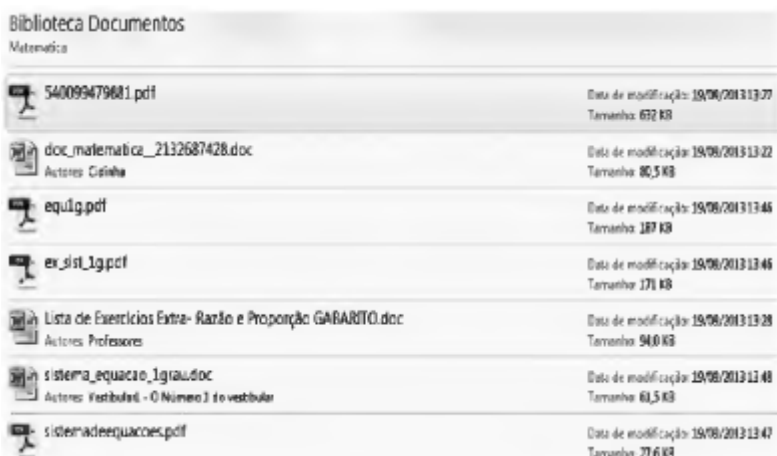 Biblioteca Documentos
Matematica
540099479881.pdf
Data de modificação: 19/08/2013 13:27
Tamanho: 632 KB
doc_matematica__2132687428.doc
Data de modificação: 19/08/2013 13:22
Autores: Cidinha
Tamanho: 80,5 KB
equ1g.pdf
Data de modificação: 19/08/2013 13:46
Tamanho: 187 KB
ex_sist_1g.pdf
Data de modificação: 19/08/2013 13:46
Tamanho: 171 KB
Lista de Exercícios Extra- Razão e Proporção GABARITO.doc
Data de modificação: 19/08/2013 13:28
Autores: Professores
Tamanho: 94,0 KB
sistema_equacao_1grau.doc
Data de modificação: 19/08/2013 13:48
Autores: - O Número 1 do vestibular
Tamanho: 61,5 KB
sistemadeequacoes.pdf
Data de modificação: 19/08/2013 13:47
Tamanho: 77,6 KB